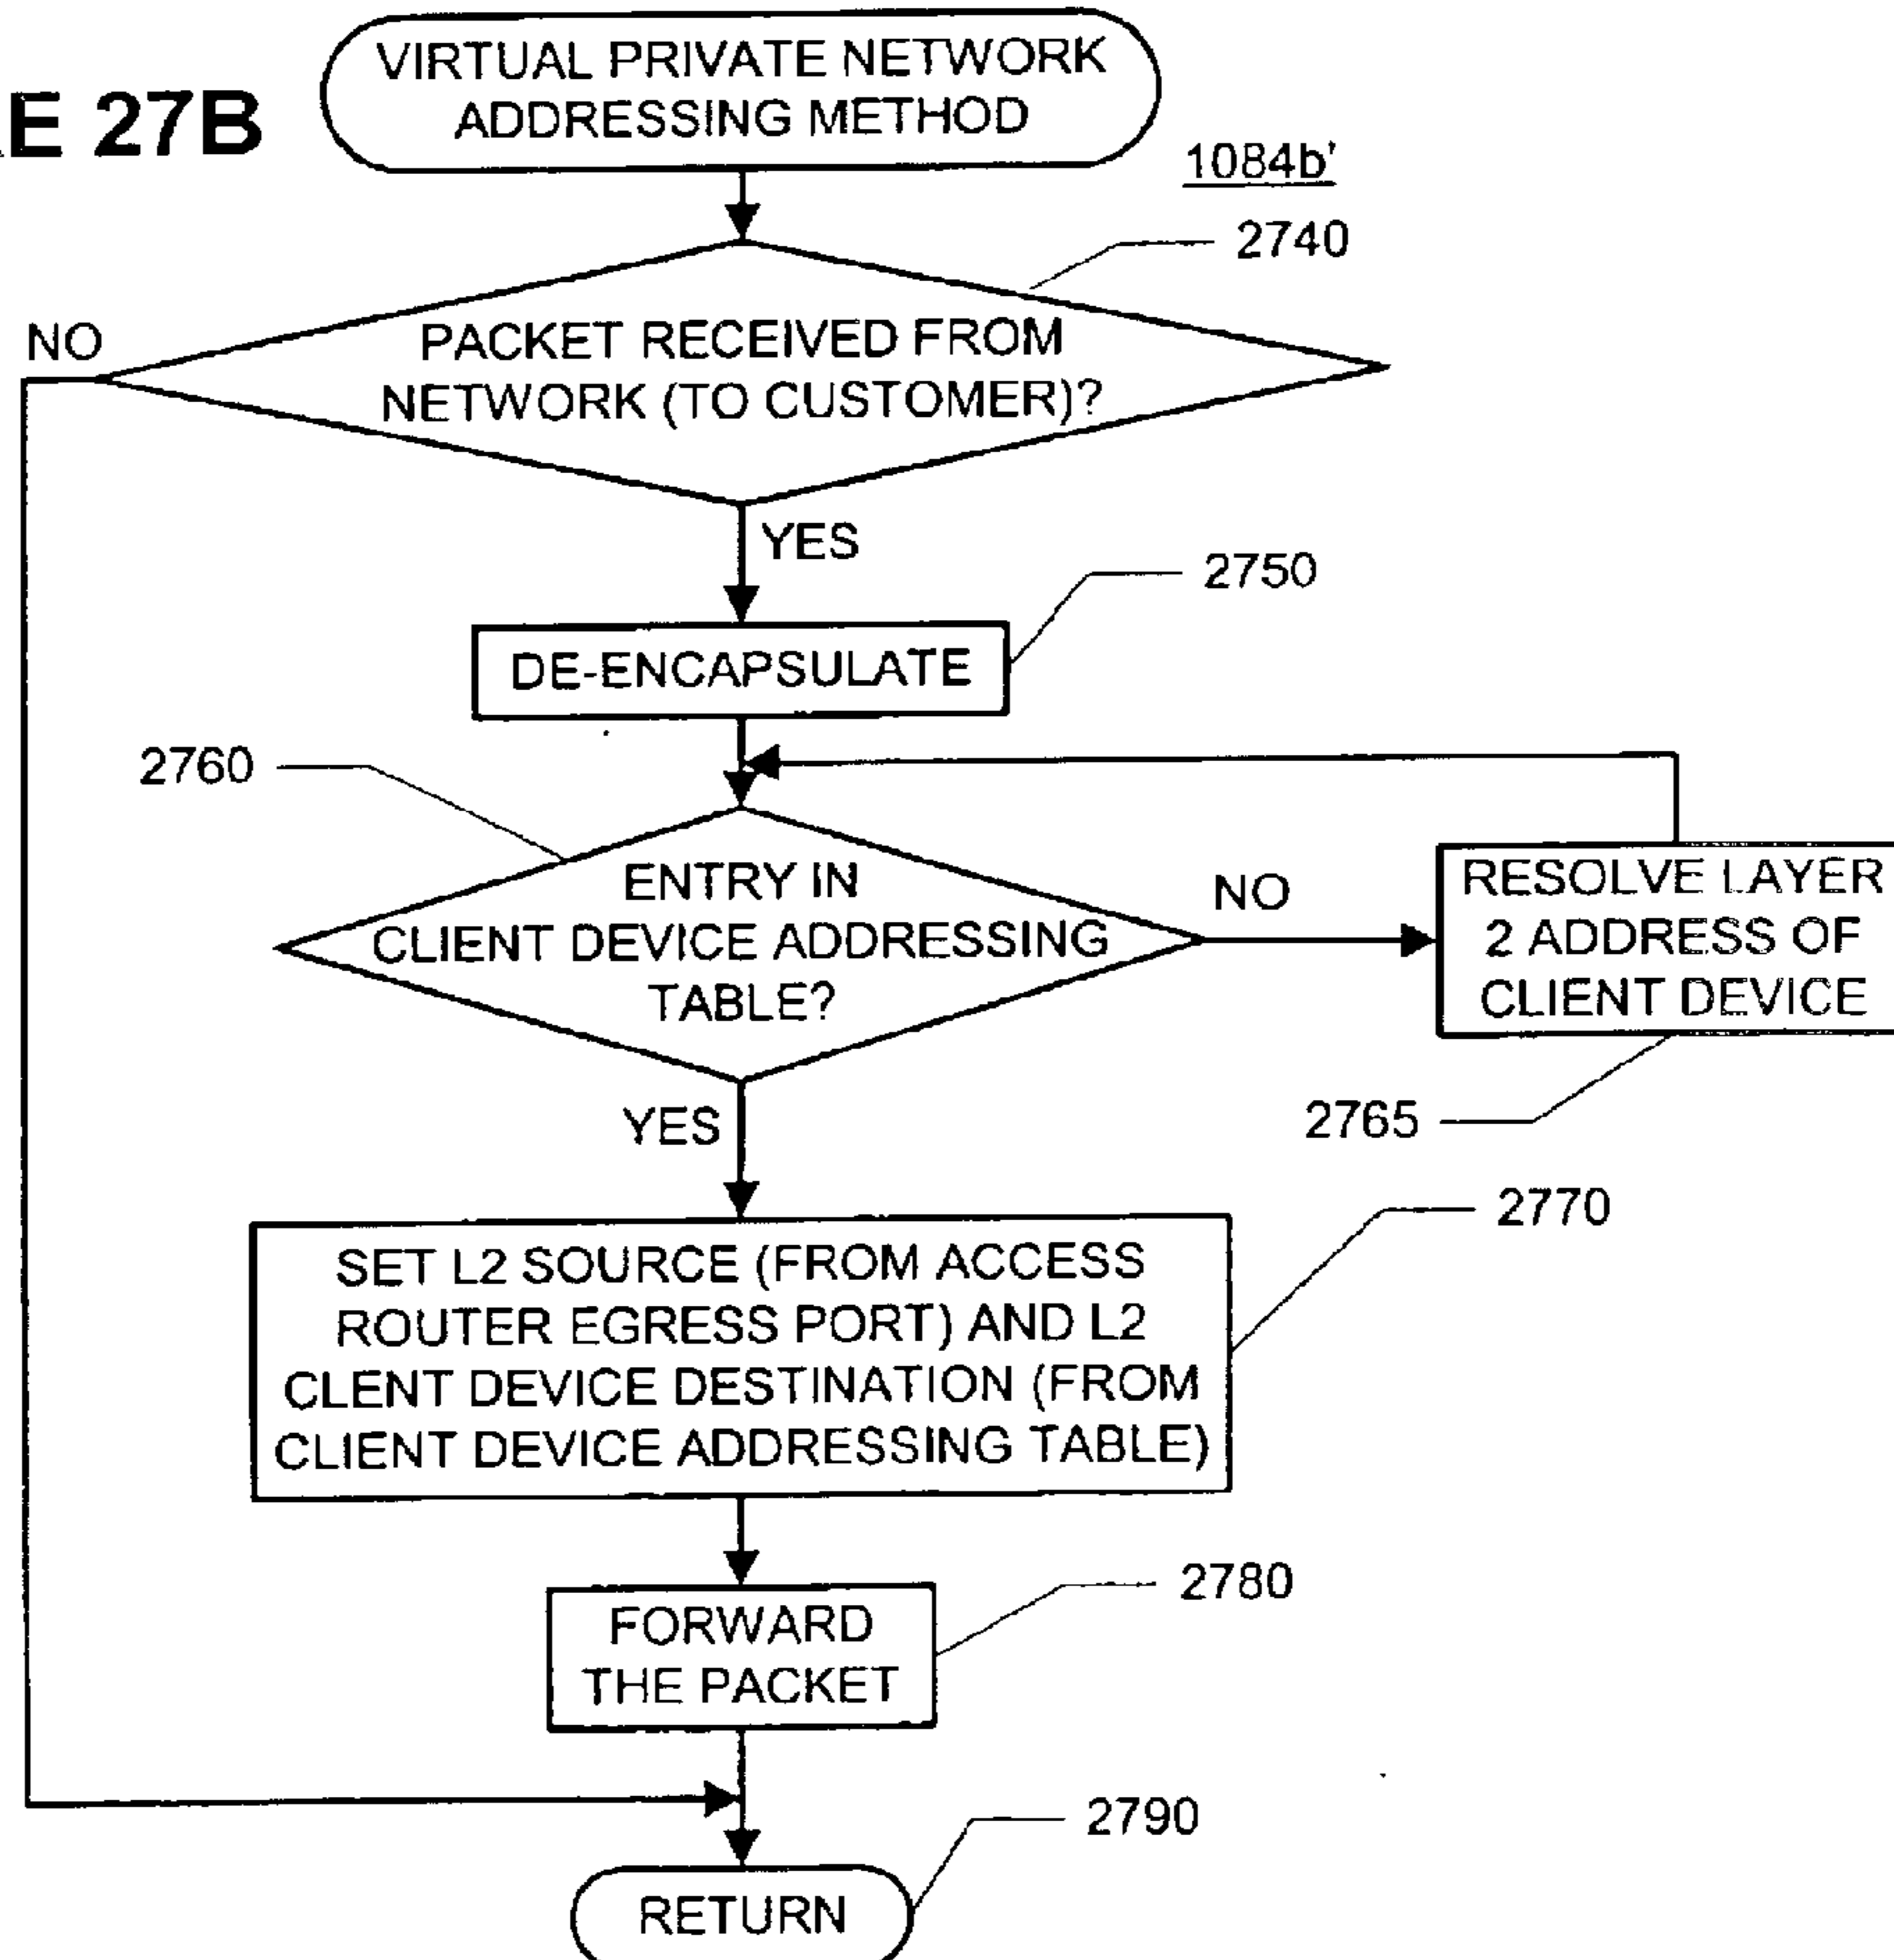 E 27B
VIRTUAL PRIVATE NETWORK
ADDRESSING METHOD
1084b'
2740
NO
PACKET RECEIVED FROM
NETWORK (TO CUSTOMER)?
YES
2750
DE-ENCAPSULATE
2760
ENTRY IN
CLIENT DEVICE ADDRESSING
TABLE?
NO
RESOLVE LAYER
2 ADDRESS OF
CLIENT DEVICE
YES
2765
2770
SET L2 SOURCE (FROM ACCESS
ROUTER EGRESS PORT) AND L2
CLENT DEVICE DESTINATION (FROM
CLIENT DEVICE ADDRESSING TABLE)
2780
FORWARD
THE PACKET
2790
RETURN